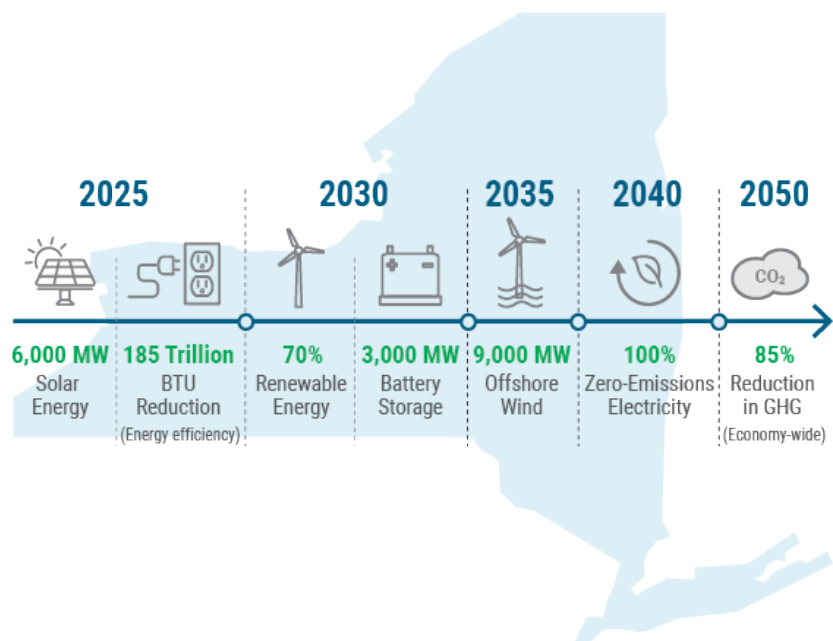 2025
2030
2035
2040
2050
CO₂
6,000 MW
Solar
Energy
185 Trillion
BTU
Reduction
(Energy efficiency)
70%
Renewable
Energy
3,000 MW
Battery
Storage
9,000 MW
Offshore
Wind
100%
Zero-Emissions
Electricity
85%
Reduction
in GHG
(Economy-wide)